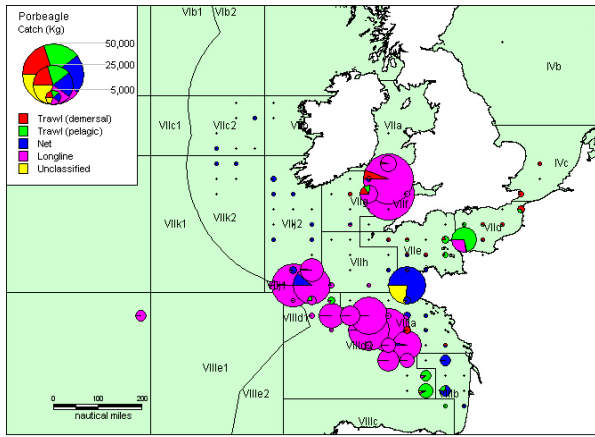 Porbeagle
Catch (Kg)
50,000
25,000
5,000
Trawl (demersal)
Trawl (pelagic)
Net
Longline
Unclassified
VIb1
VIb2
IVb
VIIc1
VIIc2
VIIa
IVc
VIIk1
VIIk2
VIIj2
VIIg
VIIf
VIIe
VIId
VIIh
VIIId1
VIIIa
VIIIe1
VIIIe2
VIIIb
VIIIc
0
50
100
200
nautical miles